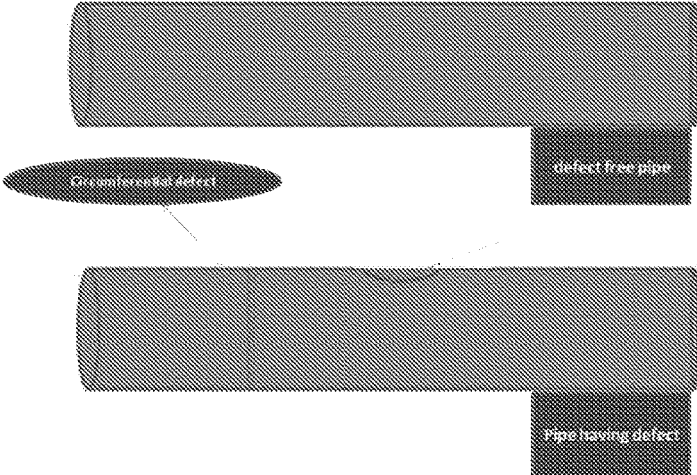 defect free pipe
Circumferential defect
Pipe having defect